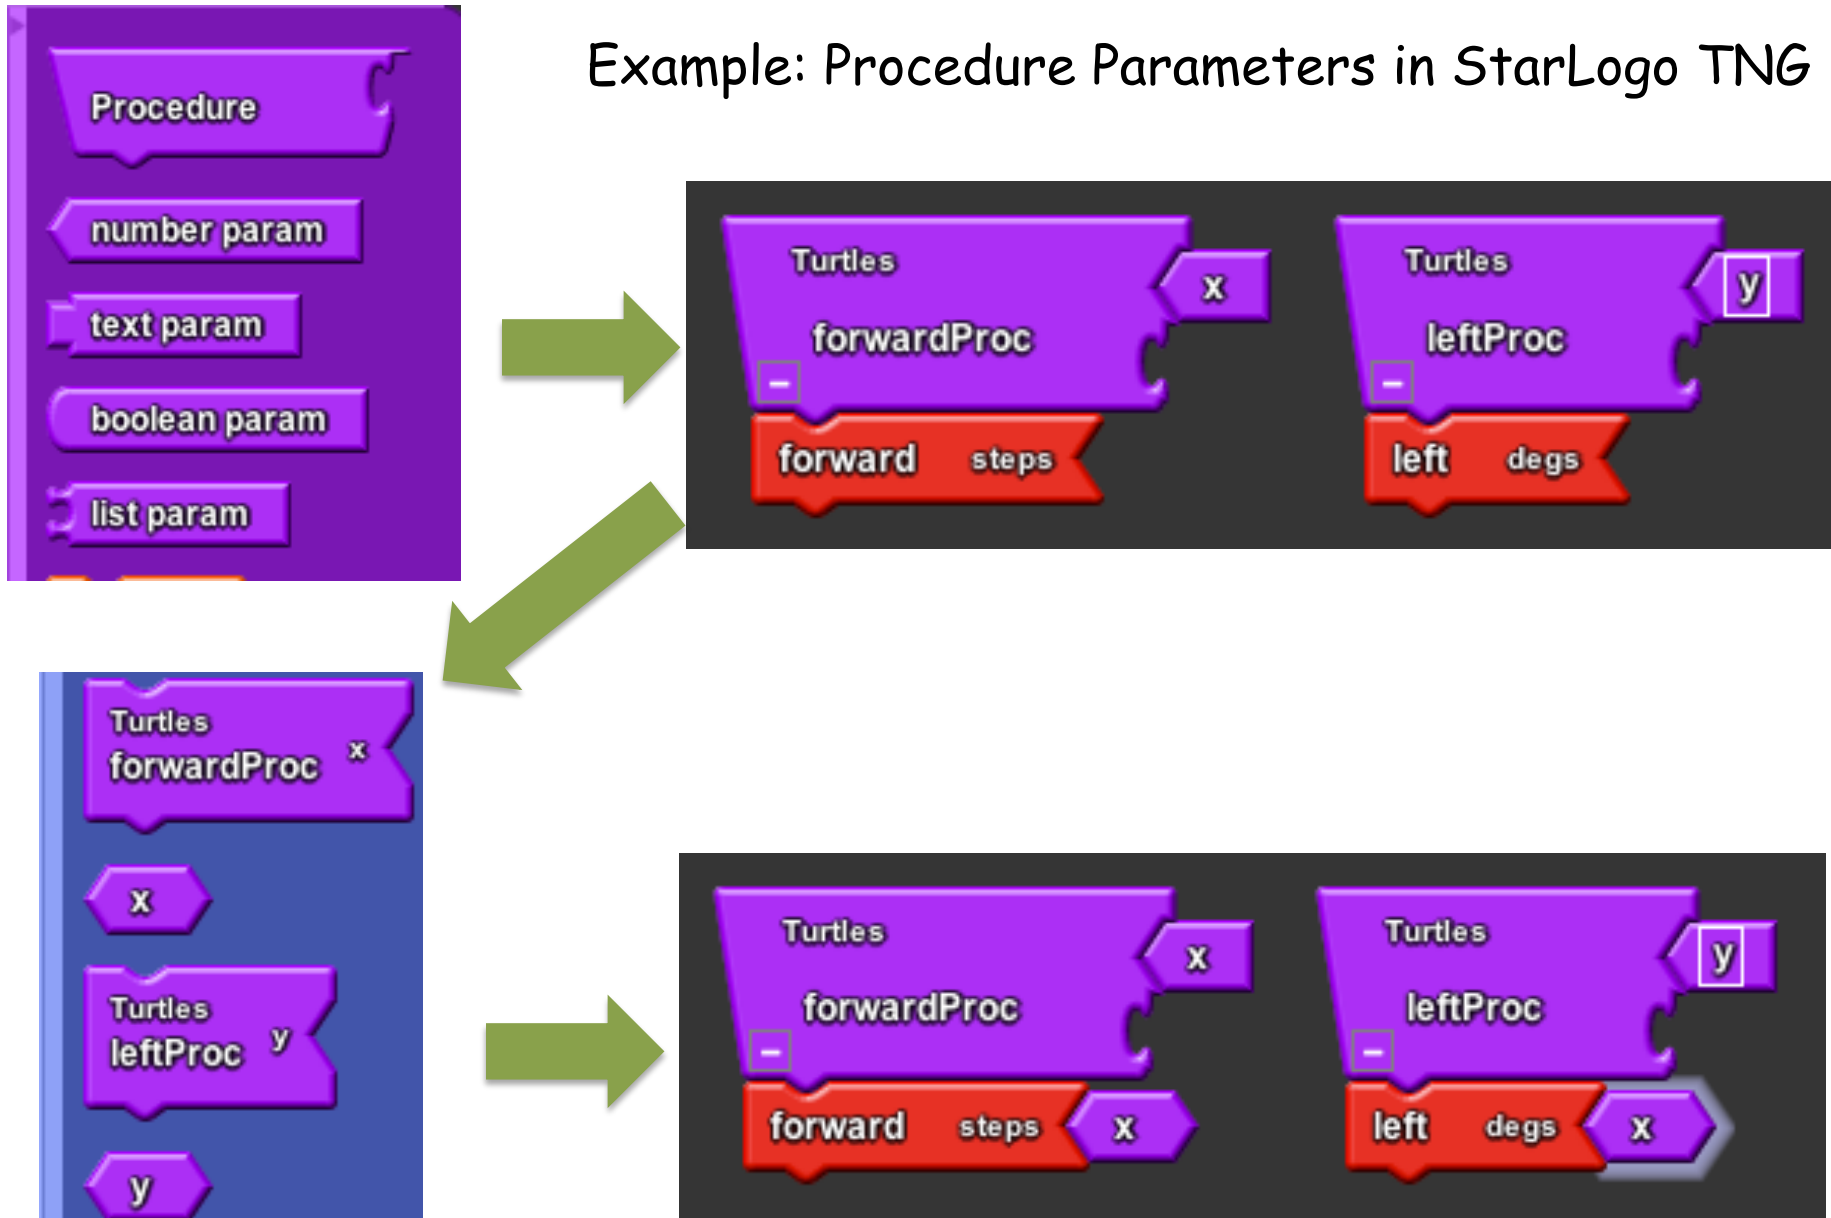 Example: Procedure Parameters in StarLogo TNG
Procedure
number param
text param
boolean param
list param
Turtles
forwardProc
x
–
forward steps
Turtles
leftProc
y
–
left degs
Turtles
forwardProc x
x
Turtles
leftProc y
y
Turtles
forwardProc
x
–
forward steps x
Turtles
leftProc
y
–
left degs x